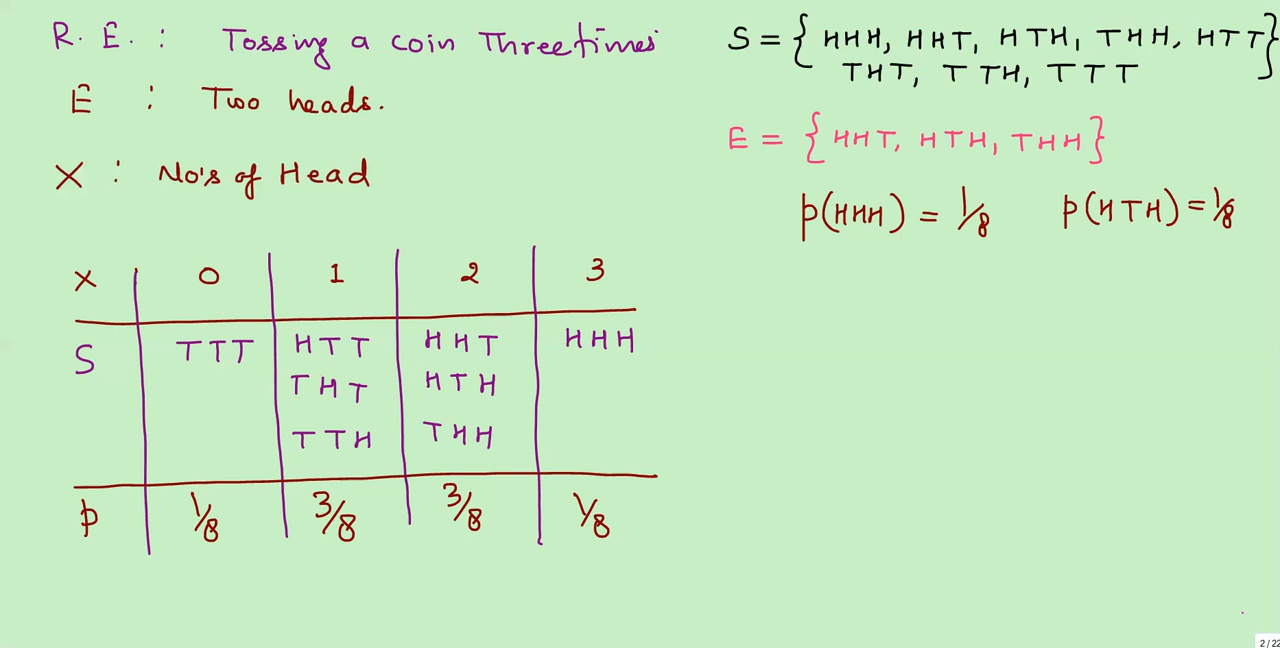 R. E. : Tossing a coin Three times
E : Two heads.
X : No's of Head
S = { HHH, HHT, HTH, THH, HTT
THT, TTH, TTT }
E = { HHT, HTH, THH }
p(HHH) = 1/8 p(HTH) = 1/8
X 0 1 2 3
S TTT HTT HHT HHH
THT HTH
TTH THH
p 1/8 3/8 3/8 1/8
2 / 22